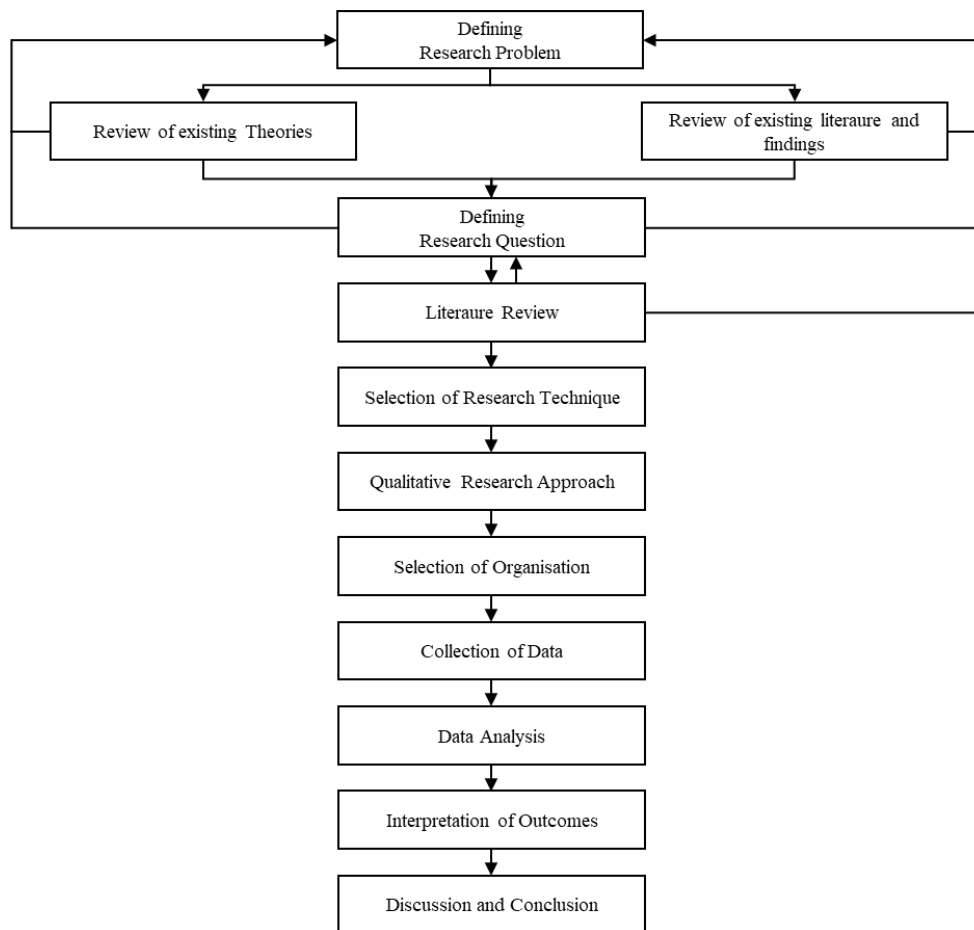 Defining
Research Problem
Review of existing Theories
Review of existing literaure and
findings
Defining
Research Question
Literaure Review
Selection of Research Technique
Qualitative Research Approach
Selection of Organisation
Collection of Data
Data Analysis
Interpretation of Outcomes
Discussion and Conclusion